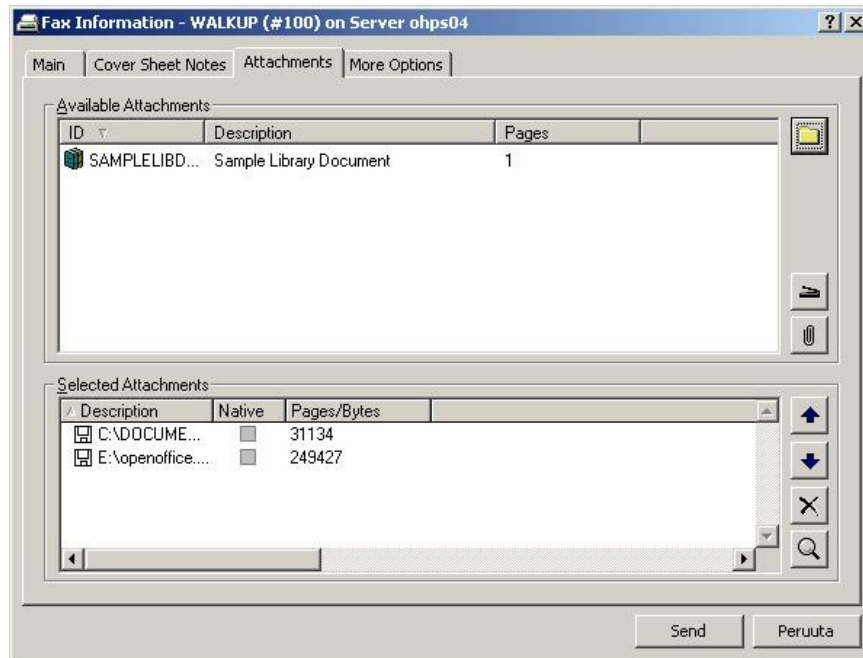 Fax Information - WALKUP (#100) on Server ohps04
Main Cover Sheet Notes Attachments More Options
Available Attachments
ID Description Pages
SAMPLELIBD... Sample Library Document 1
Selected Attachments
Description Native Pages/Bytes
C:\DOCUME... 31134
E:\openoffice.... 249427
Send Peruuta